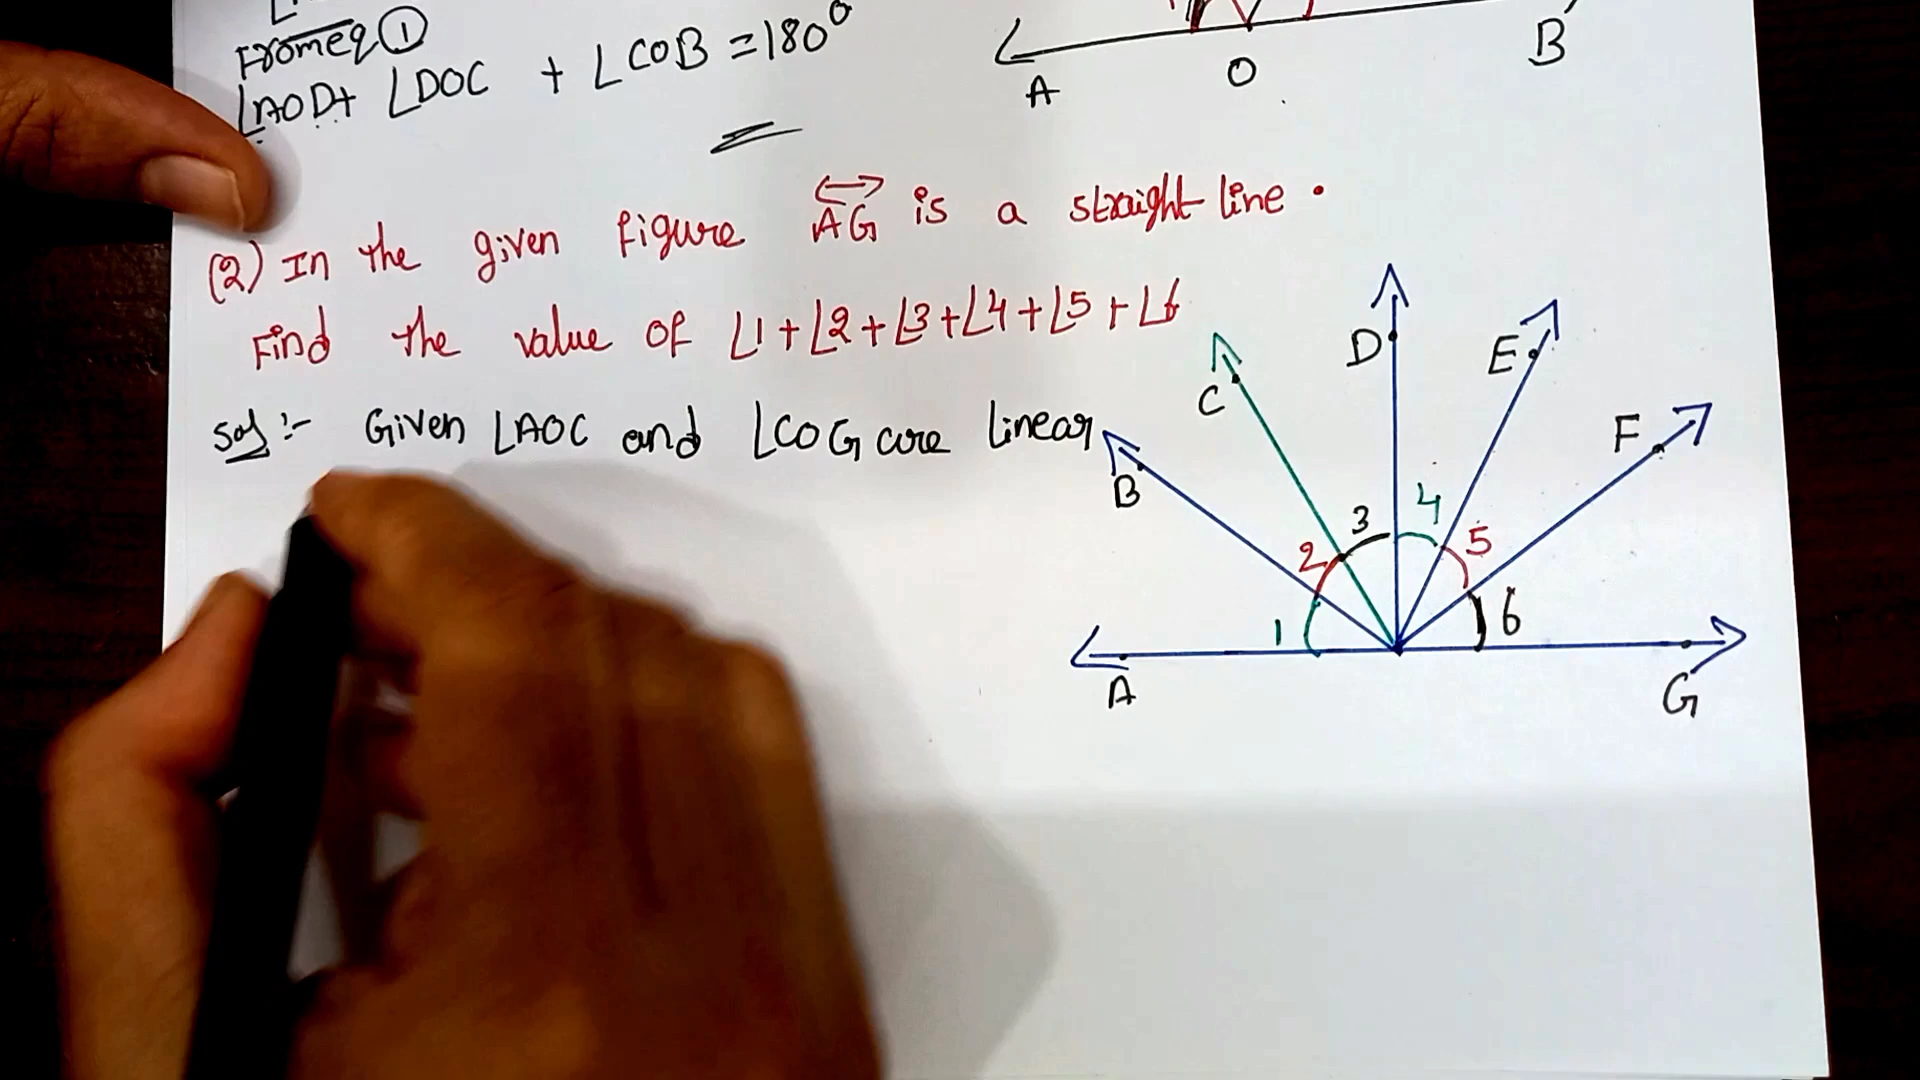 From eq ①
∠AOD+ ∠DOC + ∠COB = 180°
A O B
(2) In the given figure AG is a straight line .
Find the value of ∠1+∠2+∠3+∠4+∠5+∠6
Sol :- Given ∠AOC and ∠COG are linear
B C D E F
1 2 3 4 5 6
A G